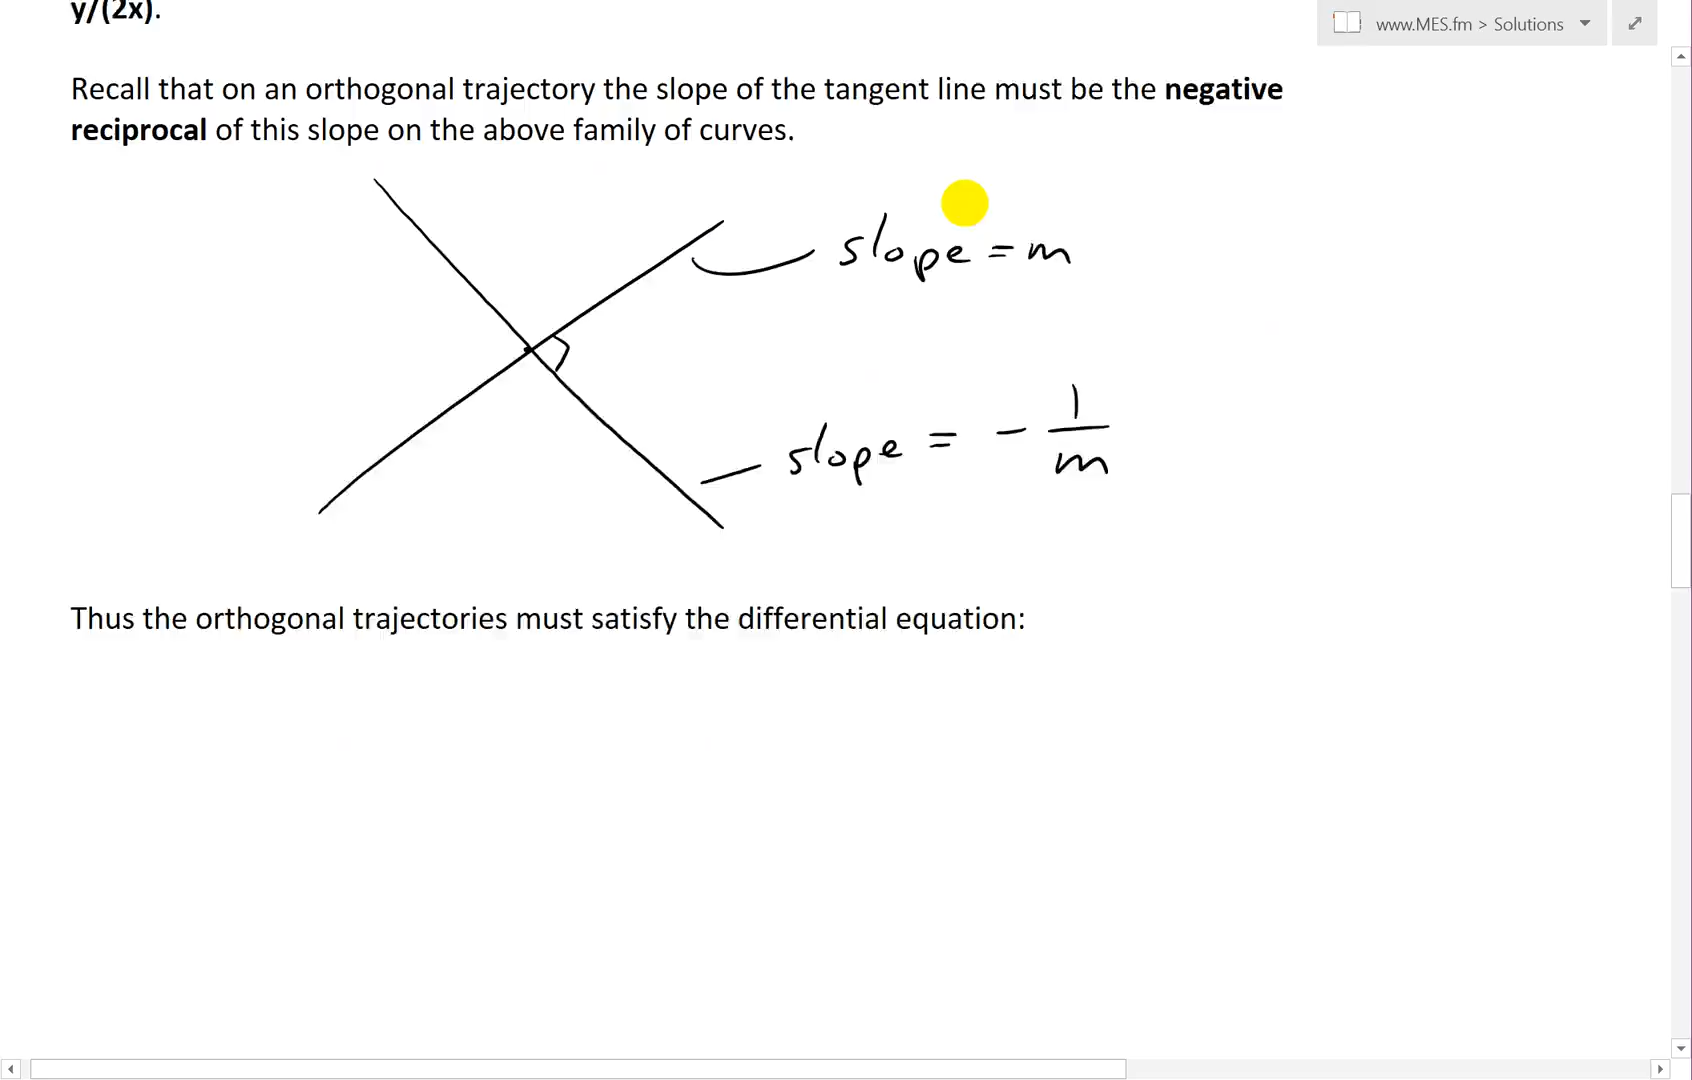 y/(2x).
www.MES.fm > Solutions
Recall that on an orthogonal trajectory the slope of the tangent line must be the negative
reciprocal of this slope on the above family of curves.
slope = m
slope = - 1/m
Thus the orthogonal trajectories must satisfy the differential equation: